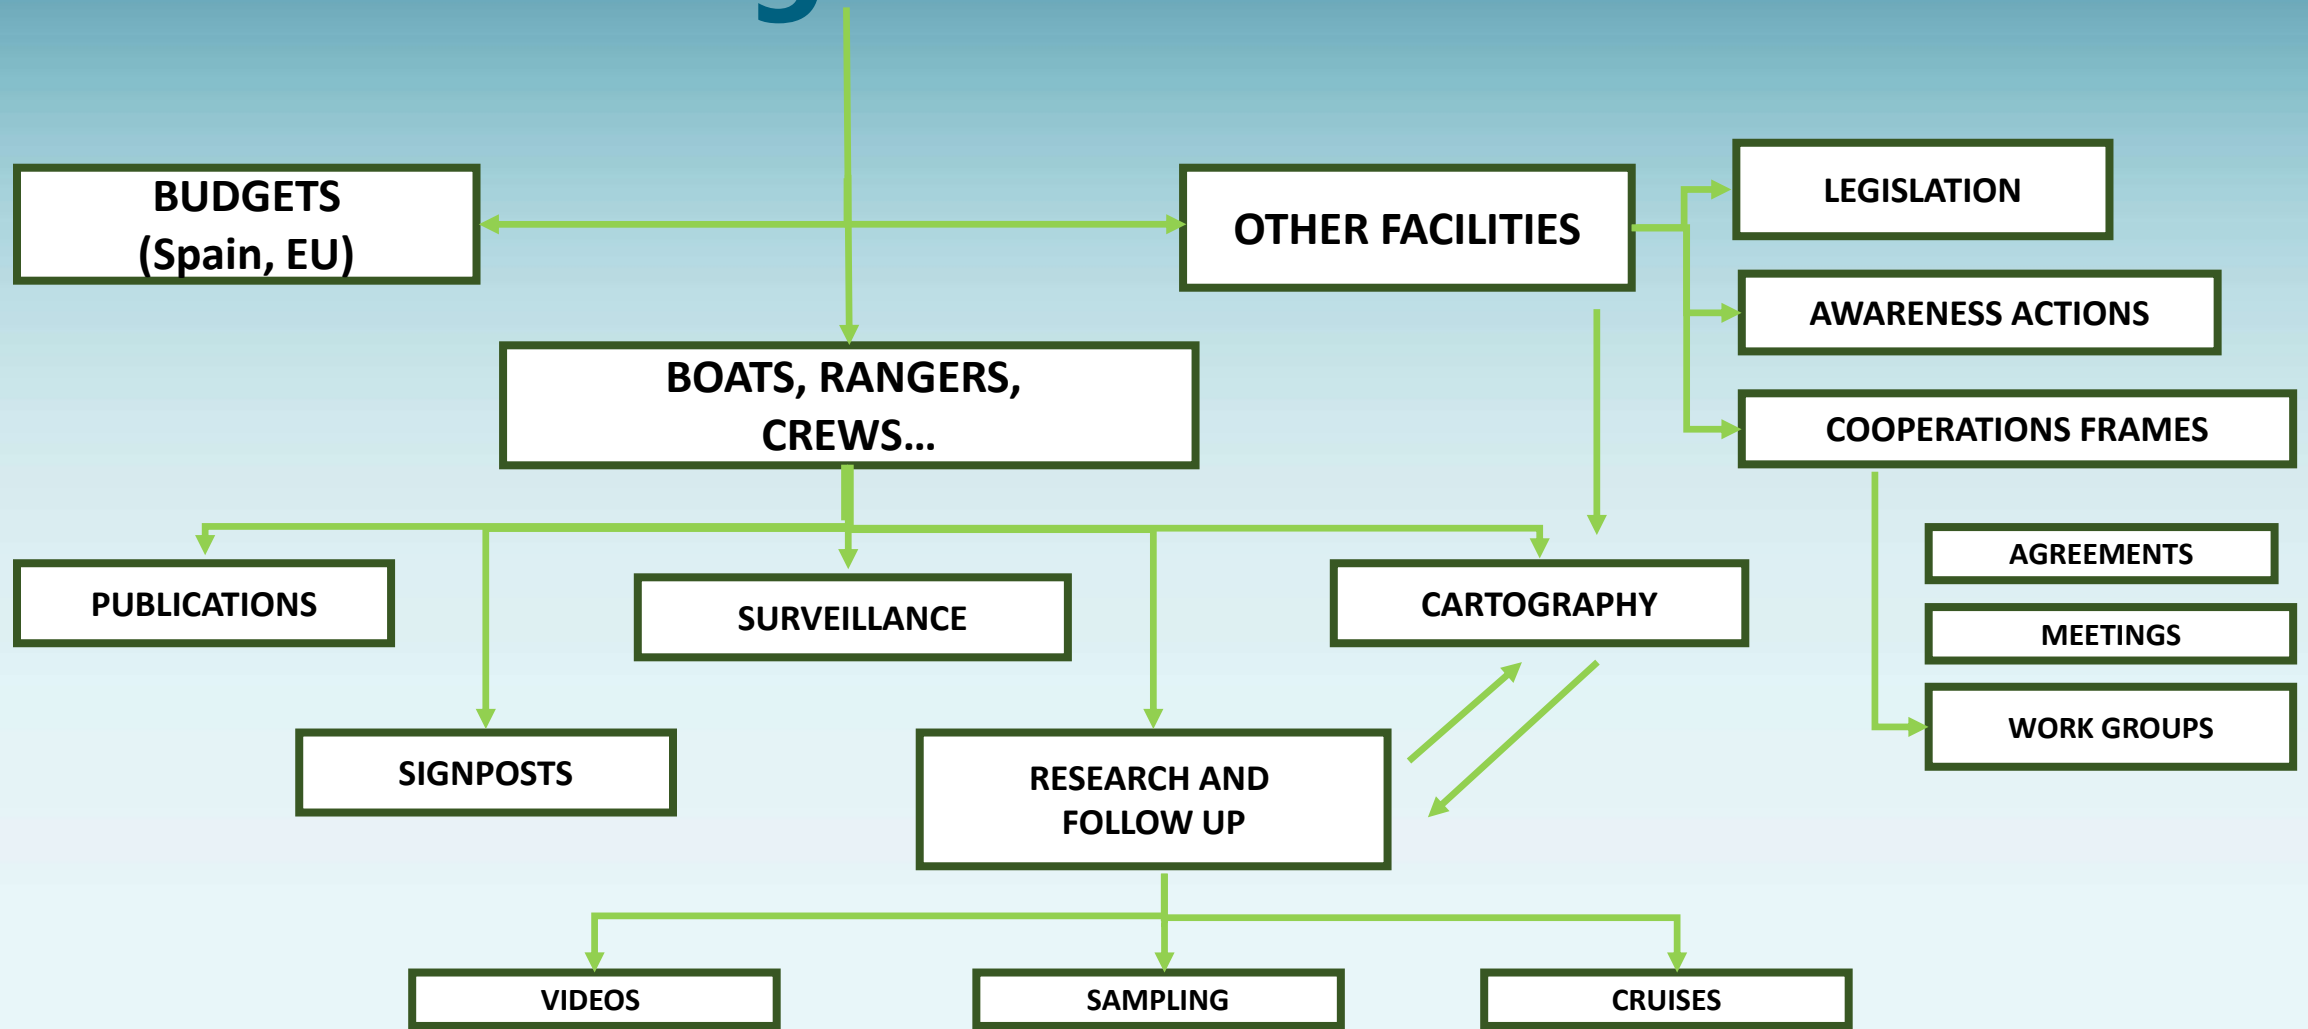 BUDGETS
(Spain, EU)
OTHER FACILITIES
LEGISLATION
AWARENESS ACTIONS
COOPERATIONS FRAMES
BOATS, RANGERS,
CREWS…
AGREEMENTS
MEETINGS
WORK GROUPS
PUBLICATIONS
SURVEILLANCE
CARTOGRAPHY
SIGNPOSTS
RESEARCH AND
FOLLOW UP
VIDEOS
SAMPLING
CRUISES